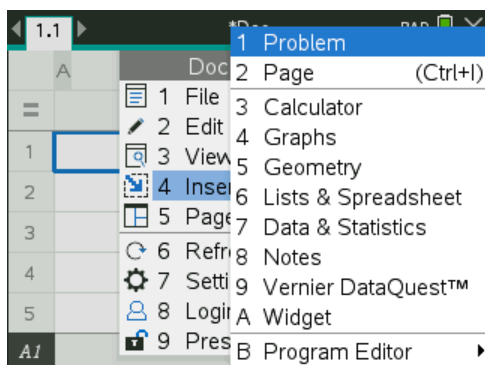 1.1
*Doc
RAD
A
=
1
2
3
4
5
A1
Doc
1 File
2 Edit
3 View
4 Inser
5 Page
6 Refr
7 Setti
8 Logi
9 Pres
1 Problem
2 Page (Ctrl+I)
3 Calculator
4 Graphs
5 Geometry
6 Lists & Spreadsheet
7 Data & Statistics
8 Notes
9 Vernier DataQuest™
A Widget
B Program Editor